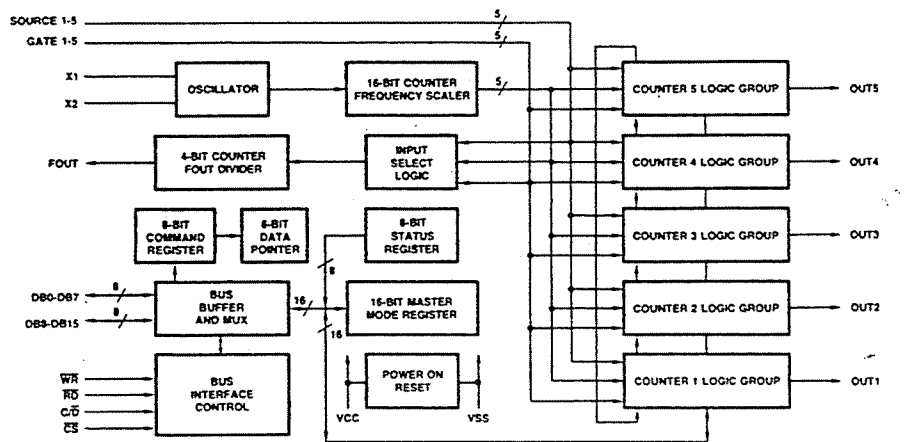 SOURCE 1-5
5
GATE 1-5
5
X1
X2
OSCILLATOR
16-BIT COUNTER
FREQUENCY SCALER
5
COUNTER 5 LOGIC GROUP
OUT5
FOUT
4-BIT COUNTER
FOUT DIVIDER
INPUT
SELECT
LOGIC
COUNTER 4 LOGIC GROUP
OUT4
8-BIT
COMMAND
REGISTER
6-BIT
DATA
POINTER
8-BIT
STATUS
REGISTER
8
COUNTER 3 LOGIC GROUP
OUT3
DB0-DB7
8
DB8-DB15
8
BUS
BUFFER
AND MUX
16
16-BIT MASTER
MODE REGISTER
16
COUNTER 2 LOGIC GROUP
OUT2
WR
RD
C/D
CS
BUS
INTERFACE
CONTROL
POWER ON
RESET
VCC
VSS
COUNTER 1 LOGIC GROUP
OUT1